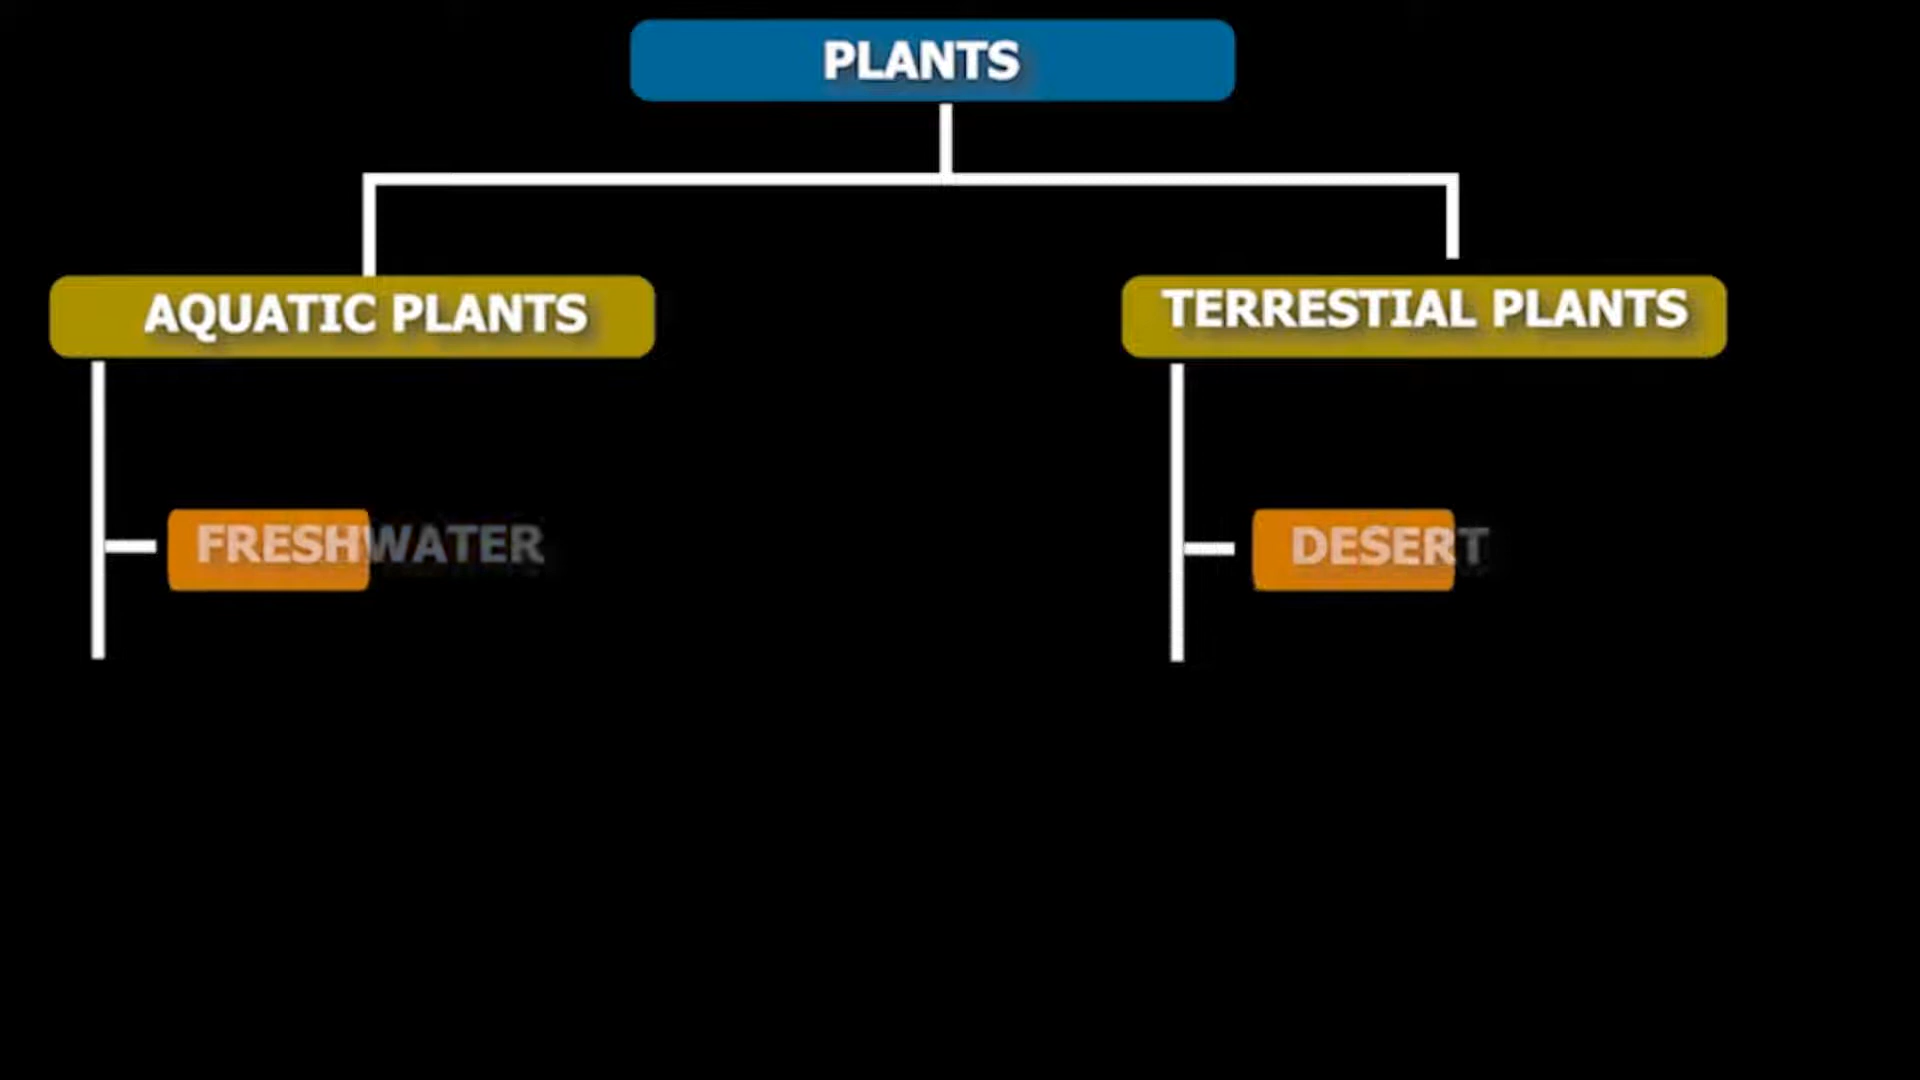 PLANTS
AQUATIC PLANTS
TERRESTIAL PLANTS
FRESHWATER
DESERT